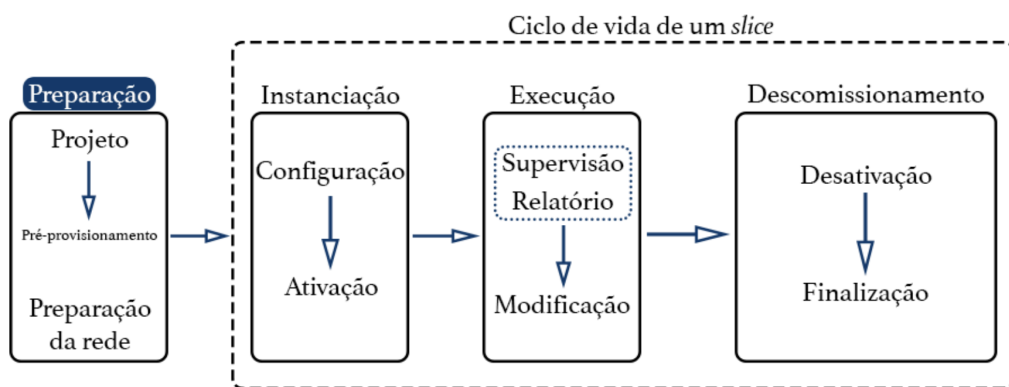 Ciclo de vida de um slice
Preparação
Projeto
Pré-provisionamento
Preparação
da rede
Instanciação
Configuração
Ativação
Execução
Supervisão
Relatório
Modificação
Descomissionamento
Desativação
Finalização